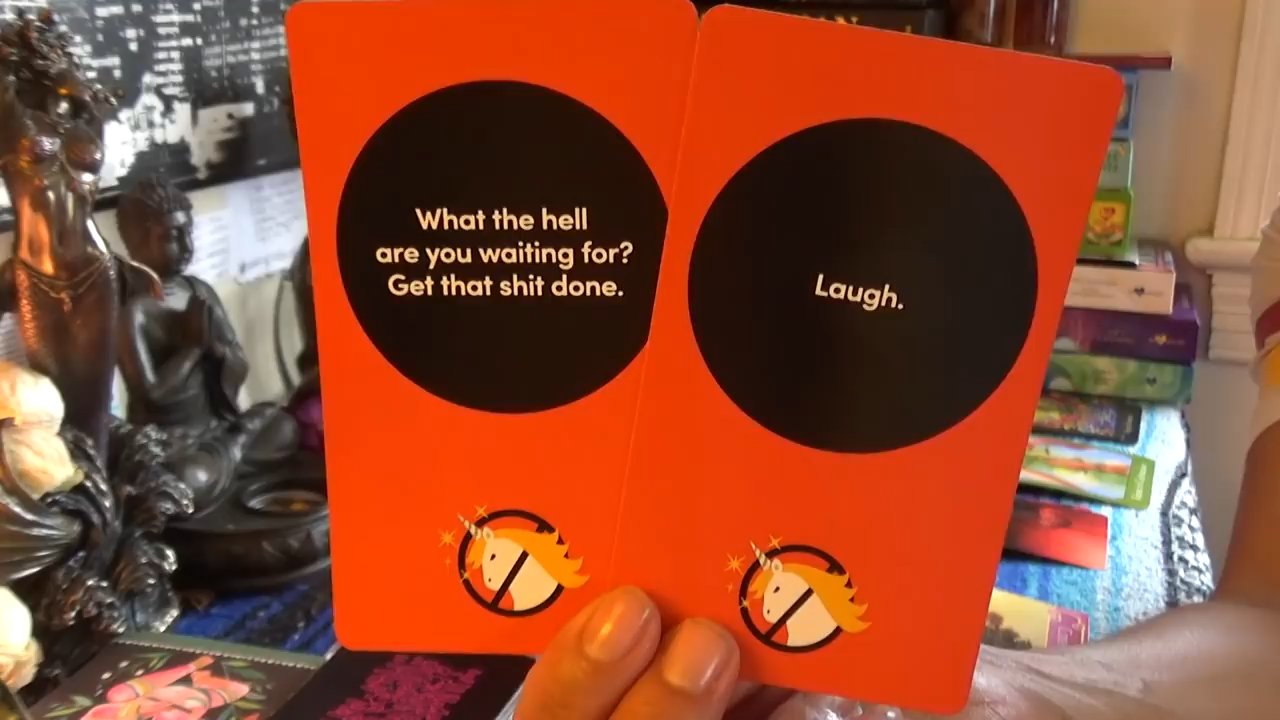 What the hell
are you waiting for?
Get that shit done.
Laugh.